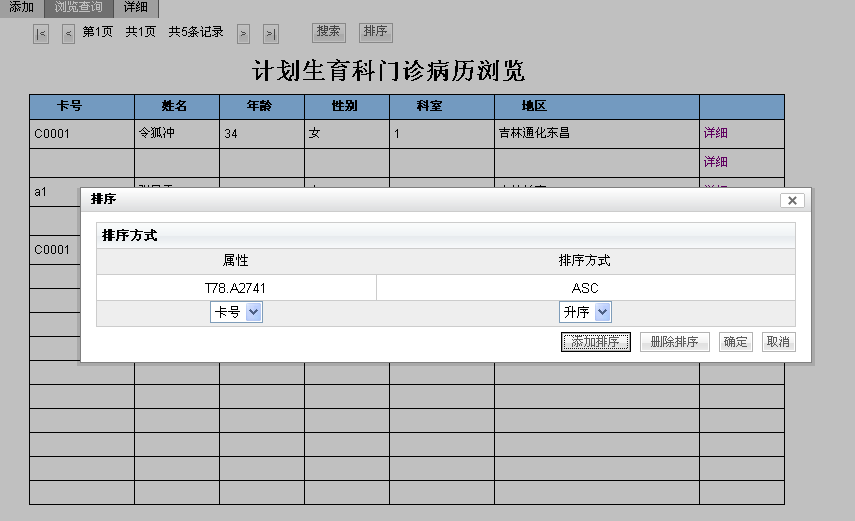 添加 浏览查询 详细
|< < 第1页 共1页 共5条记录 > >| 搜索 排序
计划生育科门诊病历浏览
卡号 姓名 年龄 性别 科室 地区
C0001 令狐冲 34 女 1 吉林通化东昌 详细
详细
a1
排序
排序方式
属性 排序方式
T78.A2741 ASC
卡号 升序
添加排序 删除排序 确定 取消
C0001